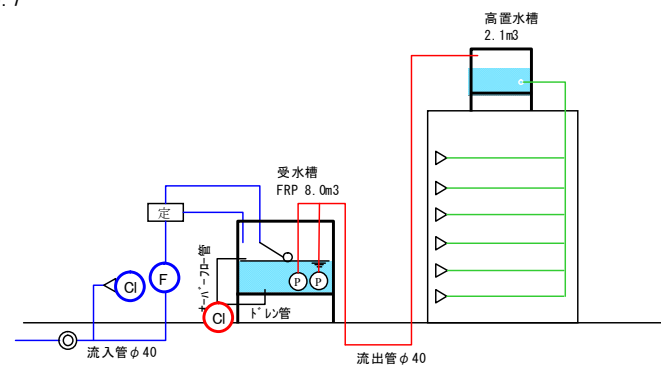 .7
高置水槽
2.1m3
受水槽
FRP 8.0m3
定
オーバーフロー管
P
P
Cl
F
Cl
ドレン管
流入管φ40
流出管φ40